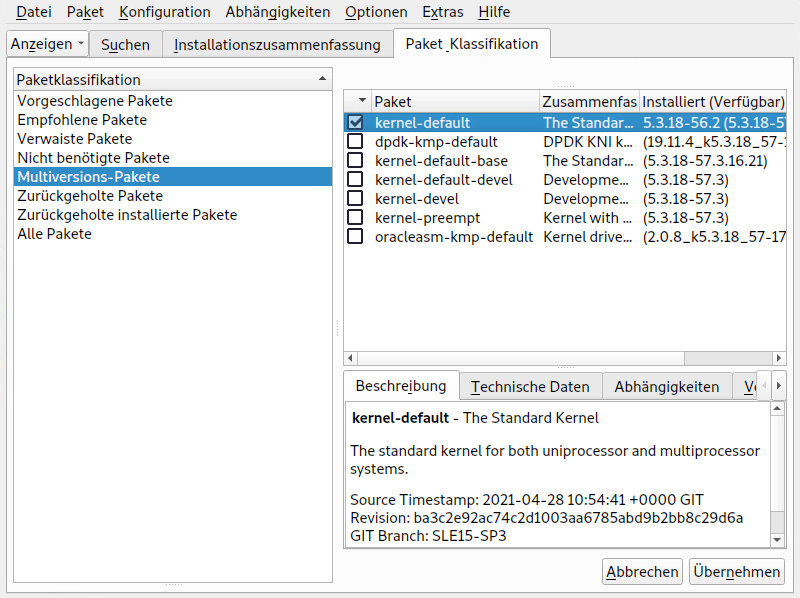 Datei Paket Konfiguration Abhängigkeiten Optionen Extras Hilfe
Anzeigen Suchen Installationszusammenfassung Paket Klassifikation
Paketklassifikation
Vorgeschlagene Pakete
Empfohlene Pakete
Verwaiste Pakete
Nicht benötigte Pakete
Multiversions-Pakete
Zurückgeholte Pakete
Zurückgeholte installierte Pakete
Alle Pakete
Paket Zusammenfas Installiert (Verfügbar)
kernel-default The Standar... 5.3.18-56.2 (5.3.18-57
dpdk-kmp-default DPDK KNI k... (19.11.4_k5.3.18_57-1
kernel-default-base The Standar... (5.3.18-57.3.16.21)
kernel-default-devel Developme... (5.3.18-57.3)
kernel-devel Developme... (5.3.18-57.3)
kernel-preempt Kernel with ... (5.3.18-57.3)
oracleasm-kmp-default Kernel drive... (2.0.8_k5.3.18_57-17
Beschreibung Technische Daten Abhängigkeiten
kernel-default - The Standard Kernel
The standard kernel for both uniprocessor and multiprocessor
systems.
Source Timestamp: 2021-04-28 10:54:41 +0000 GIT
Revision: ba3c2e92ac74c2d1003aa6785abd9b2bb8c29d6a
GIT Branch: SLE15-SP3
Abbrechen Übernehmen